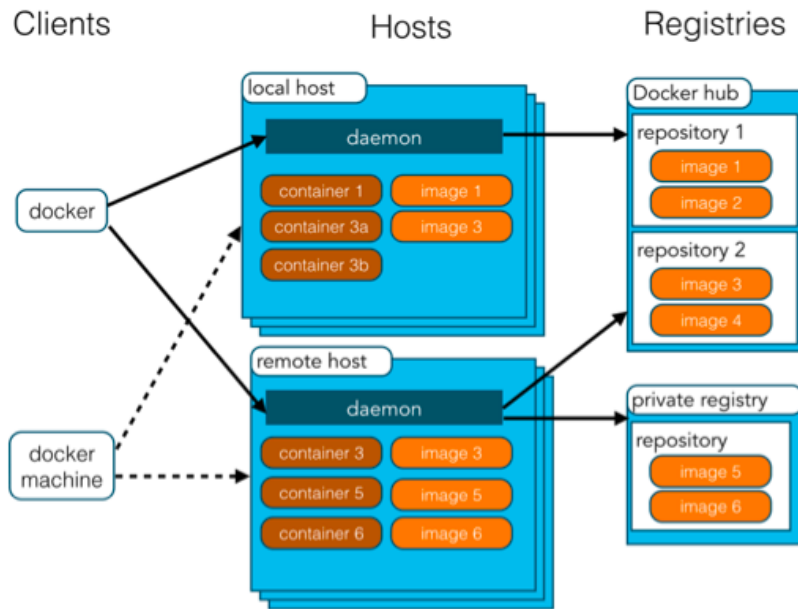 Clients
Hosts
Registries
docker
docker
machine
local host
daemon
container 1
image 1
container 3a
image 3
container 3b
remote host
daemon
container 3
image 3
container 5
image 5
container 6
image 6
Docker hub
repository 1
image 1
image 2
repository 2
image 3
image 4
private registry
repository
image 5
image 6